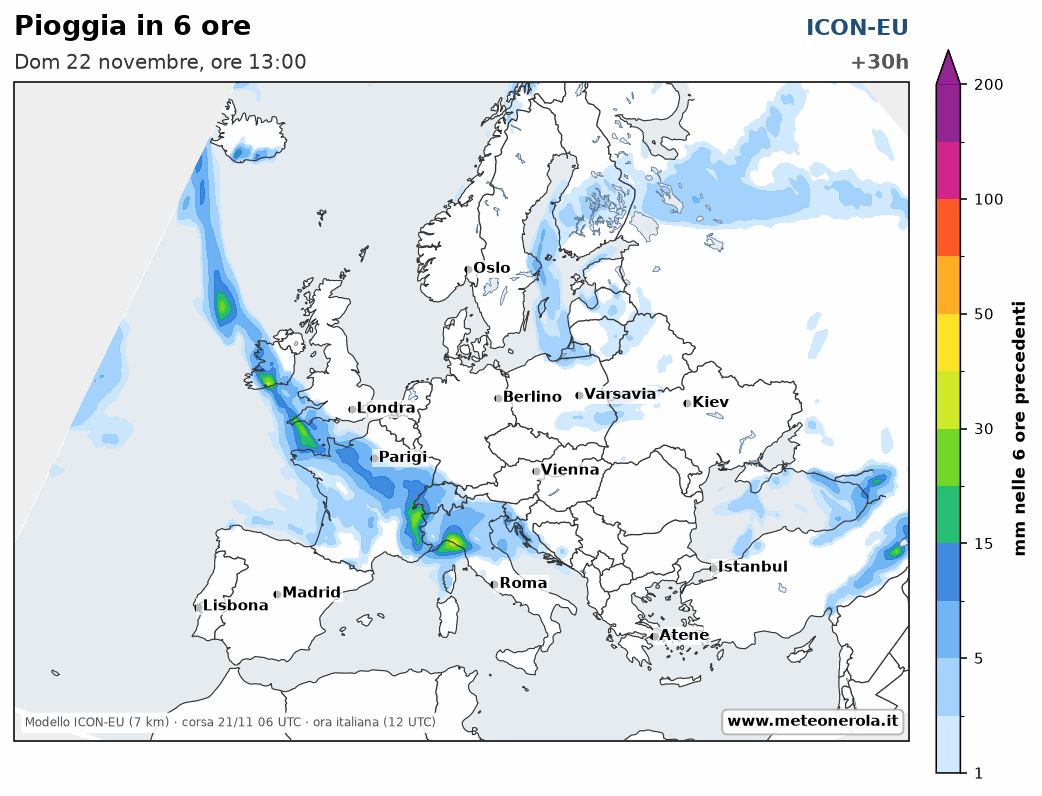 Pioggia in 6 ore
ICON-EU
Dom 22 novembre, ore 13:00
+30h
200
100
50
30
15
5
1
mm nelle 6 ore precedenti
Oslo
Berlino
Varsavia
Kiev
Londra
Parigi
Vienna
Istanbul
Roma
Madrid
Lisbona
Atene
Modello ICON-EU (7 km) · corsa 21/11 06 UTC · ora italiana (12 UTC)
www.meteonerola.it